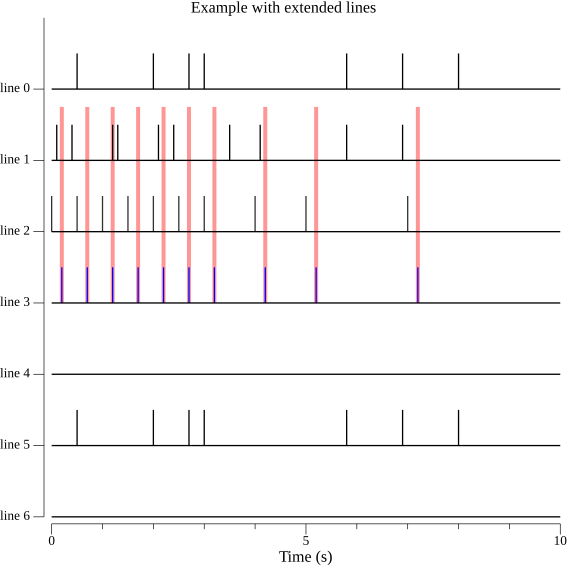 Example with extended lines
line 0
line 1
line 2
line 3
line 4
line 5
line 6
0 5 10
Time (s)